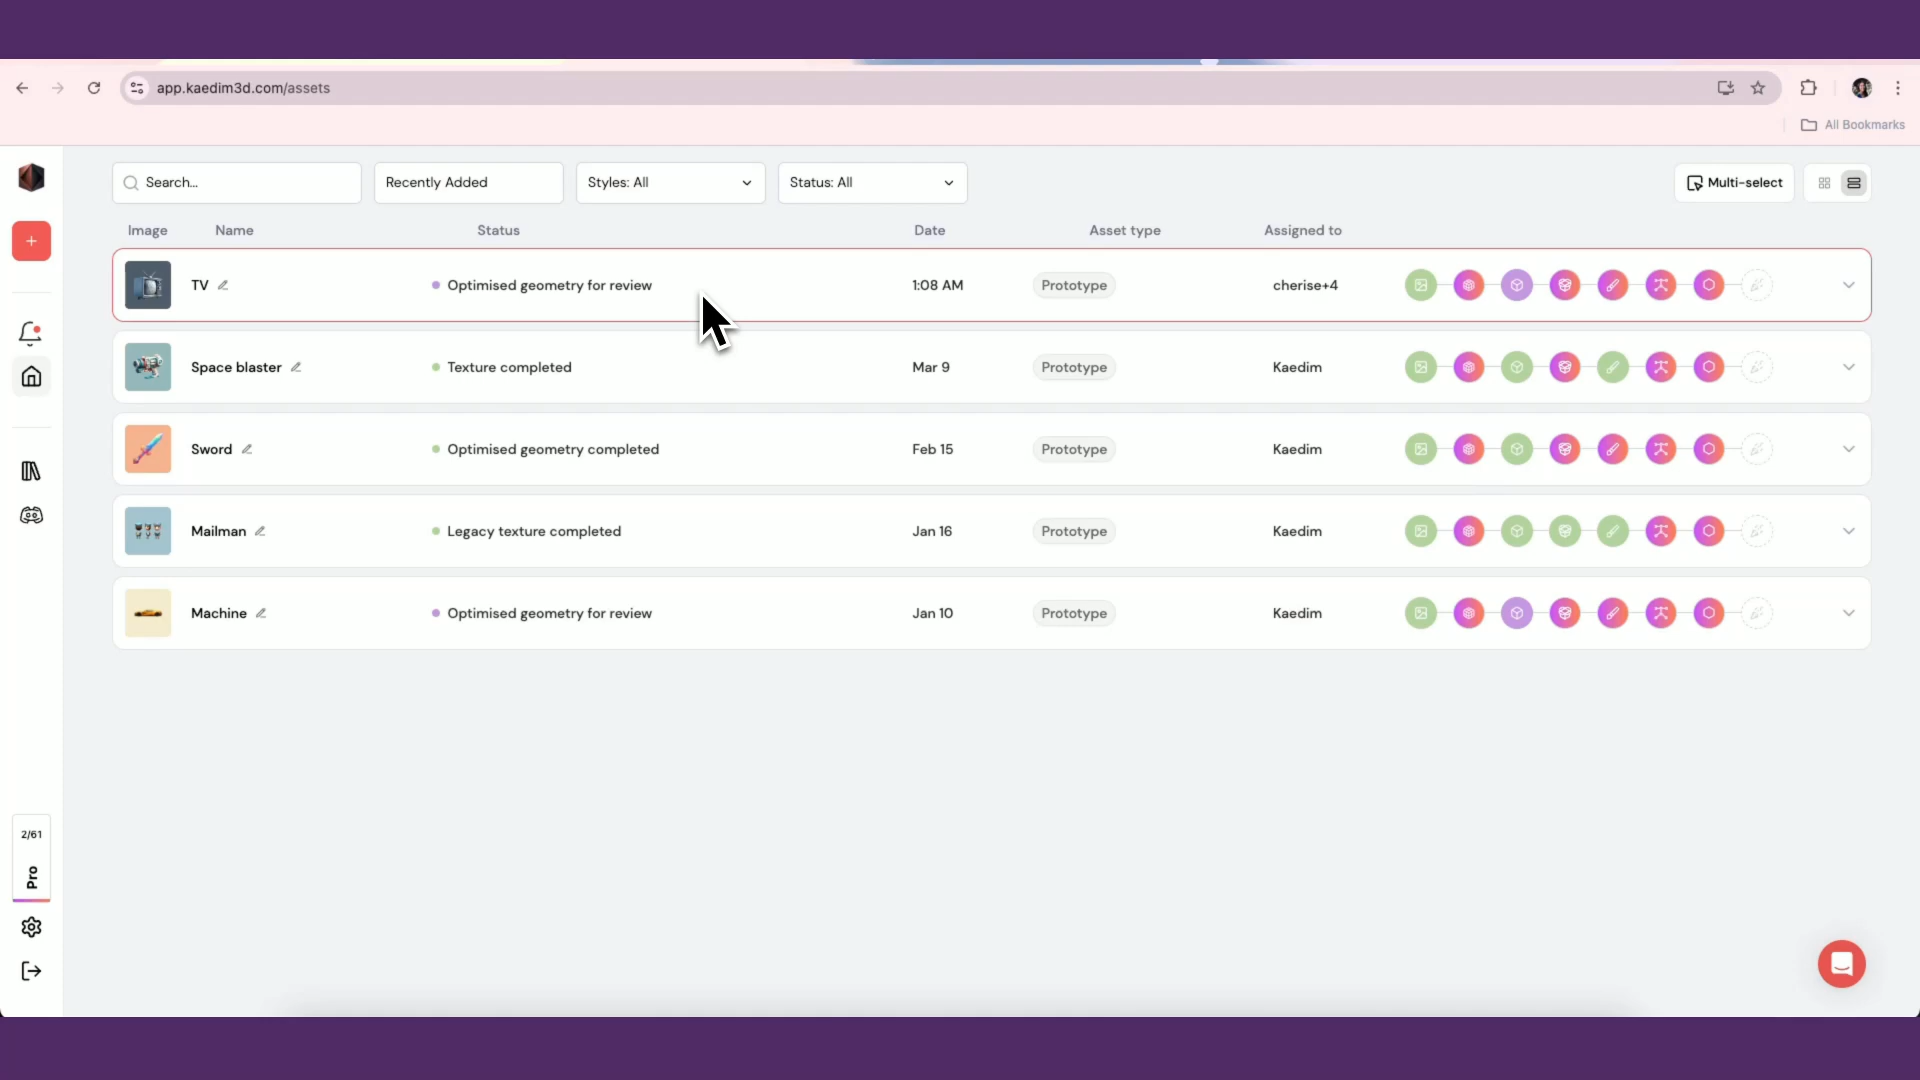 app.kaedim3d.com/assets
All Bookmarks
Search...
Recently Added
Styles: All
Status: All
Multi-select
Image Name Status Date Asset type Assigned to
TV Optimised geometry for review 1:08 AM Prototype cherise+4
Space blaster Texture completed Mar 9 Prototype Kaedim
Sword Optimised geometry completed Feb 15 Prototype Kaedim
Mailman Legacy texture completed Jan 16 Prototype Kaedim
Machine Optimised geometry for review Jan 10 Prototype Kaedim
2/61
Pro